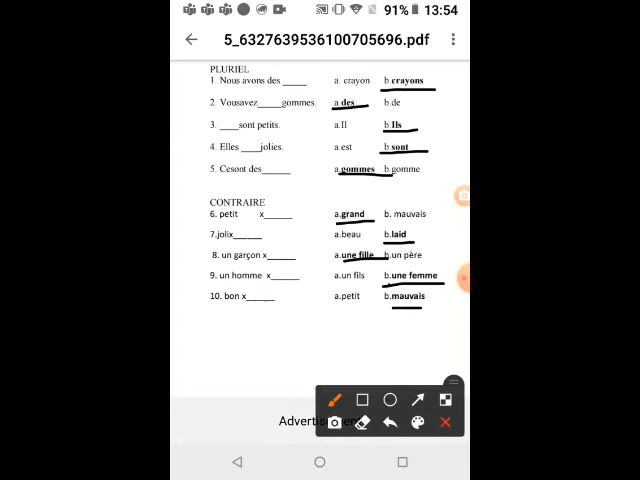 91% 13:54
5_6327639536100705696.pdf
PLURIEL
1. Nous avons des _____ a. crayon b.crayons
2. Vousavez_____gommes. a.des b.de
3. ____sont petits. a.Il b.Ils
4. Elles ____jolies. a.est b.sont
5. Cesont des______ a.gommes b.gomme
CONTRAIRE
6. petit x______ a.grand b. mauvais
7.jolix______ a.beau b.laid
8. un garçon x______ a.une fille b.un père
9. un homme x______ a.un fils b.une femme
10. bon x______ a.petit b.mauvais